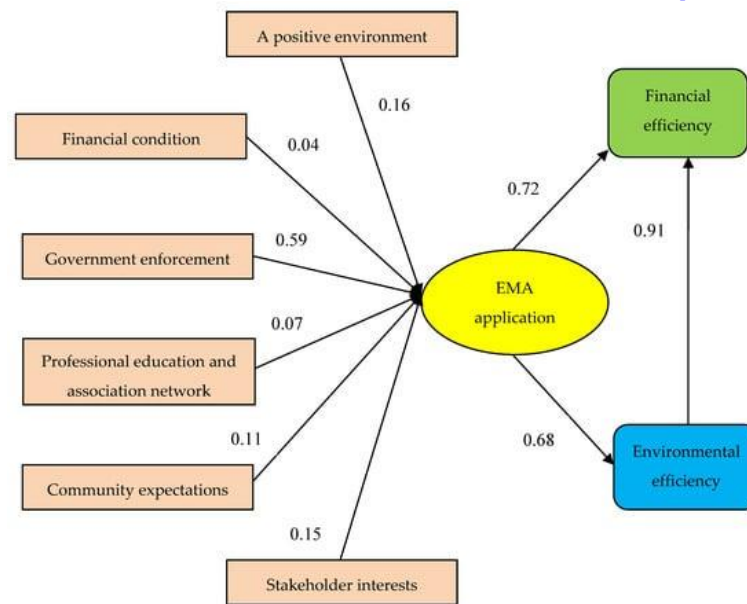 A positive environment
0.16
Financial condition
0.04
Financial
efficiency
0.72
0.91
Government enforcement
0.59
EMA
application
0.07
Professional education and
association network
0.11
0.68
Community expectations
Environmental
efficiency
0.15
Stakeholder interests